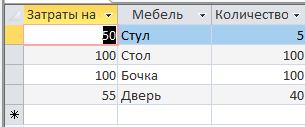 Затраты на Мебель Количество
50 Стул 5
100 Стол 100
100 Бочка 100
55 Дверь 40